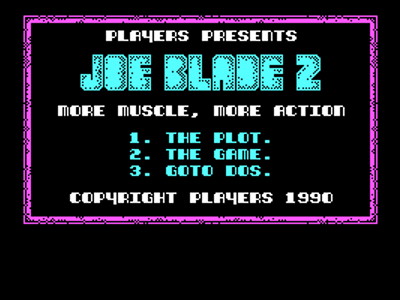 PLAYERS PRESENTS
JOE BLADE 2
MORE MUSCLE, MORE ACTION
1. THE PLOT.
2. THE GAME.
3. GOTO DOS.
COPYRIGHT PLAYERS 1990